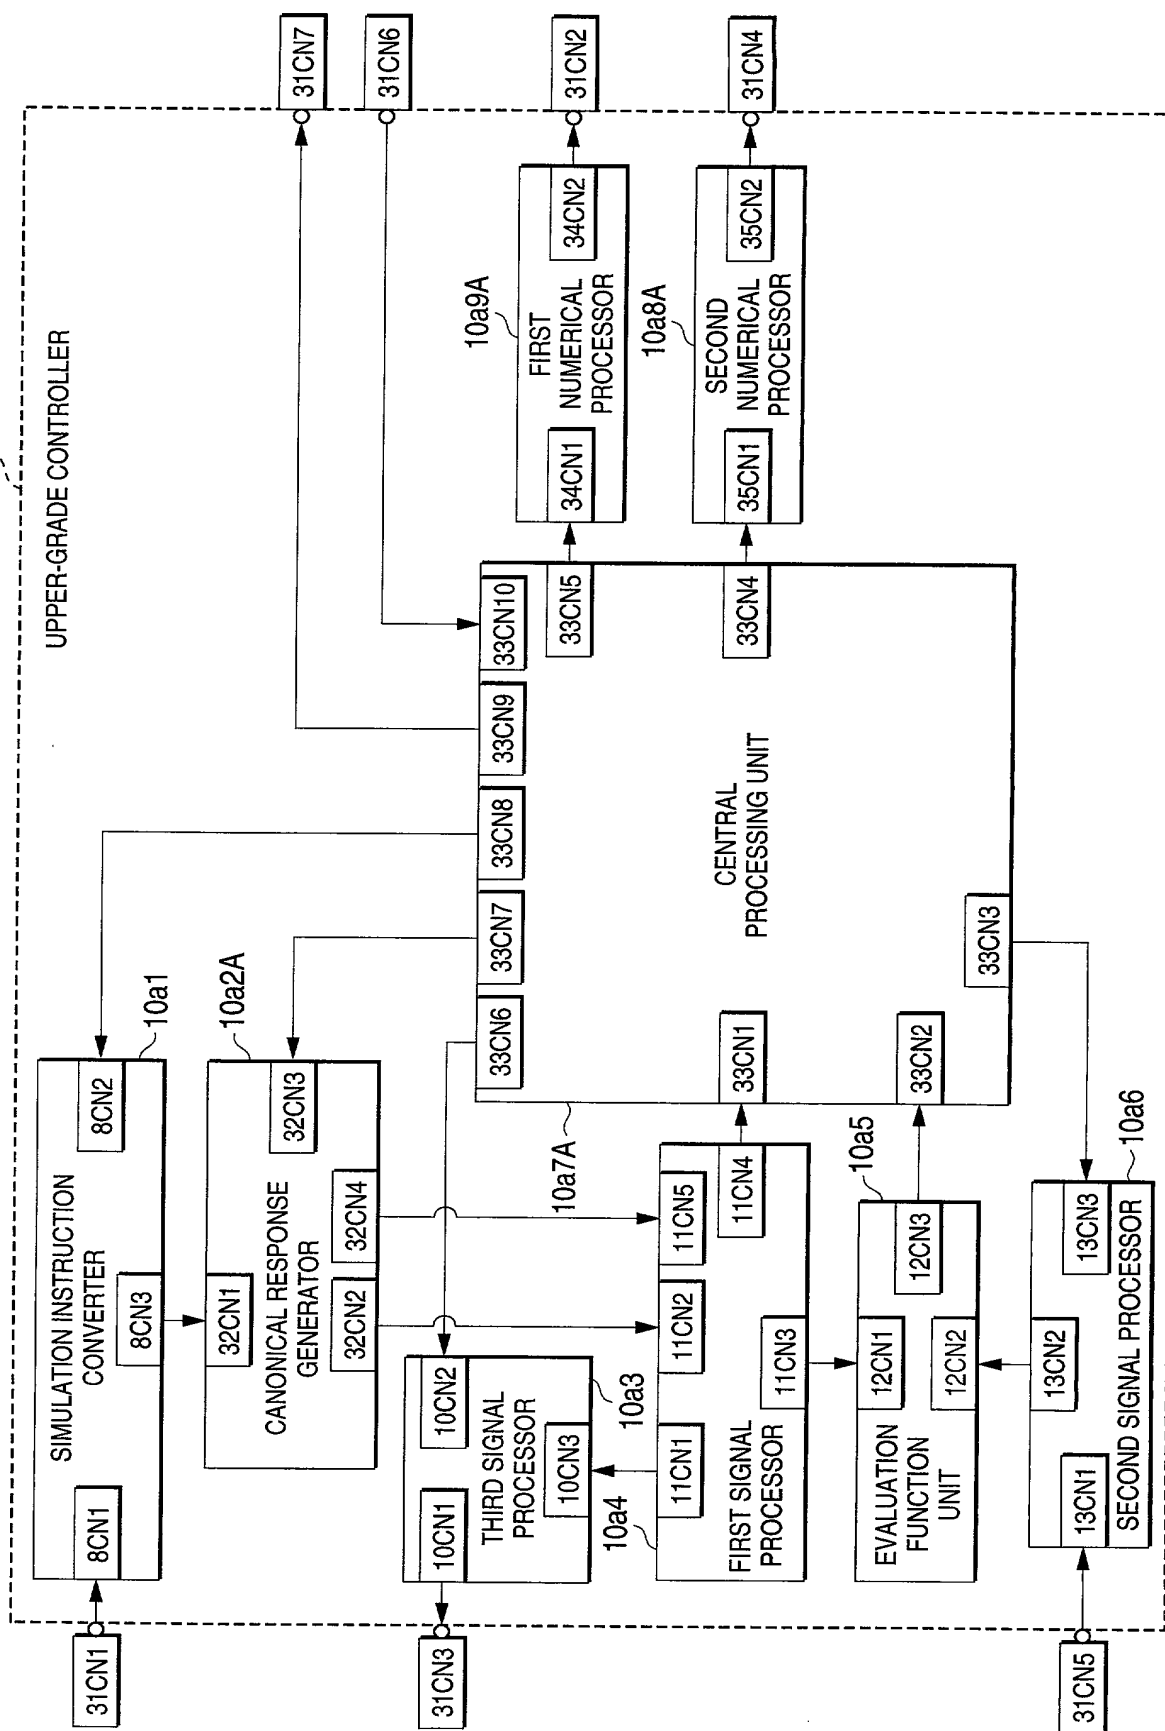 UPPER-GRADE CONTROLLER
31CN1
8CN1
SIMULATION INSTRUCTION
CONVERTER
8CN3
8CN2
10a1
32CN1
CANONICAL RESPONSE
GENERATOR
32CN2
32CN4
32CN3
10a2A
31CN3
10CN1
THIRD SIGNAL
PROCESSOR
10CN2
10CN3
10a3
10a4
11CN1
11CN2
11CN5
FIRST SIGNAL
PROCESSOR
11CN3
11CN4
EVALUATION
FUNCTION
UNIT
12CN1
12CN2
12CN3
10a5
31CN5
13CN1
13CN2
13CN3
SECOND SIGNAL PROCESSOR
10a6
10a7A
33CN6
33CN7
33CN8
33CN9
33CN10
33CN1
33CN2
33CN3
CENTRAL
PROCESSING UNIT
33CN5
33CN4
34CN1
FIRST
NUMERICAL
PROCESSOR
34CN2
10a9A
35CN1
SECOND
NUMERICAL
PROCESSOR
35CN2
10a8A
31CN7
31CN6
31CN2
31CN4